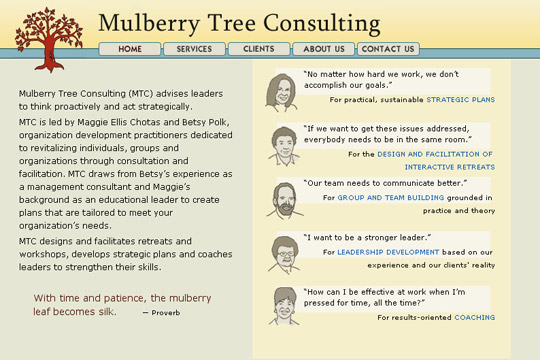 Mulberry Tree Consulting
HOME SERVICES CLIENTS ABOUT US CONTACT US
Mulberry Tree Consulting (MTC) advises leaders
to think proactively and act strategically.
MTC is led by Maggie Ellis Chotas and Betsy Polk,
organization development practitioners dedicated
to revitalizing individuals, groups and
organizations through consultation and
facilitation. MTC draws from Betsy's experience as
a management consultant and Maggie's
background as an educational leader to create
plans that are tailored to meet your
organization's needs.
MTC designs and facilitates retreats and
workshops, develops strategic plans and coaches
leaders to strengthen their skills.
With time and patience, the mulberry
leaf becomes silk. — Proverb
"No matter how hard we work, we don't
accomplish our goals."
For practical, sustainable STRATEGIC PLANS
"If we want to get these issues addressed,
everybody needs to be in the same room."
For the DESIGN AND FACILITATION OF
INTERACTIVE RETREATS
"Our team needs to communicate better."
For GROUP AND TEAM BUILDING grounded in
practice and theory
"I want to be a stronger leader."
For LEADERSHIP DEVELOPMENT based on our
experience and our clients' reality
"How can I be effective at work when I'm
pressed for time, all the time?"
For results-oriented COACHING